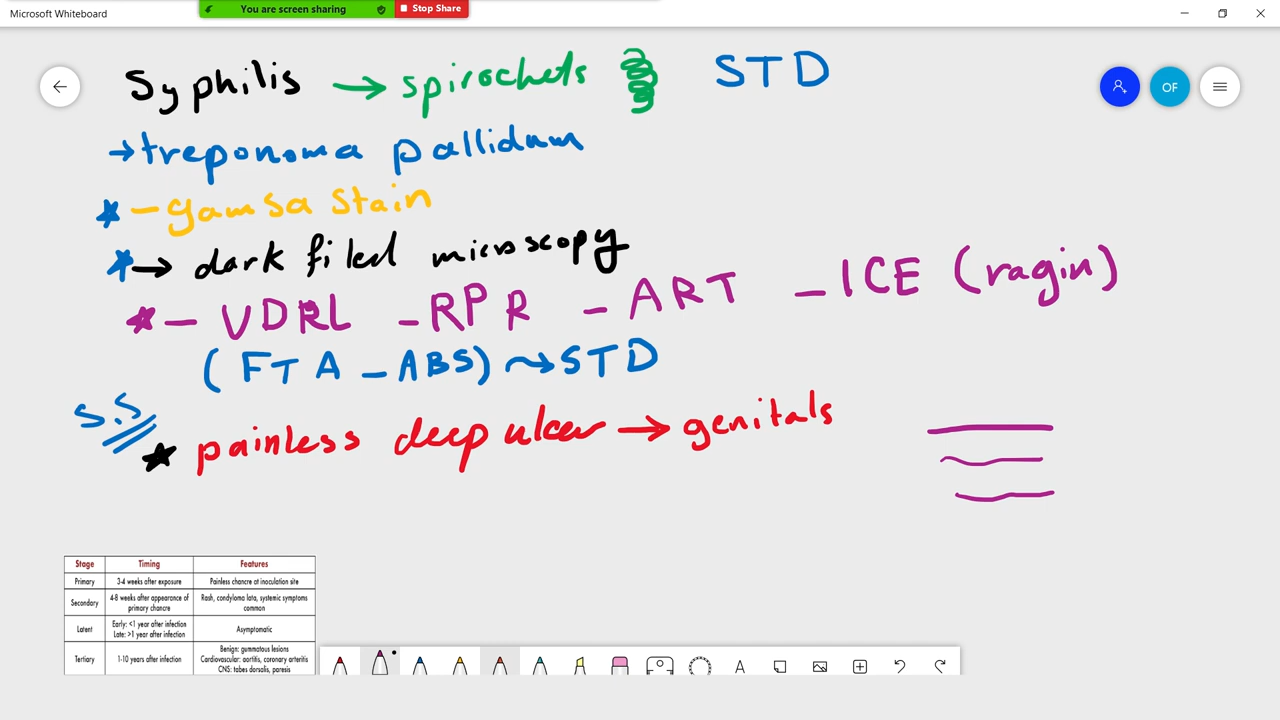 You are screen sharing Stop Share
Microsoft Whiteboard
syphilis → spirochets STD
→ treponoma pallidum
OF
- gamsa stain
→ dark filed microscopy
- VDRL - RPR - ART - ICE (ragin)
(FTA - ABS) → STD
S.S
painless deep ulcer → genitals
Stage Timing Features
Primary 3-4 weeks after exposure Painless chancre at inoculation site
Secondary 4-8 weeks after appearance of primary chancre Rash, condyloma lata, systemic symptoms common
Latent Early: <1 year after infection Late: >1 year after infection Asymptomatic
Tertiary 1-10 years after infection Benign: gummatous lesions Cardiovascular: aortitis, coronary arteritis CNS: tabes dorsalis, paresis
A